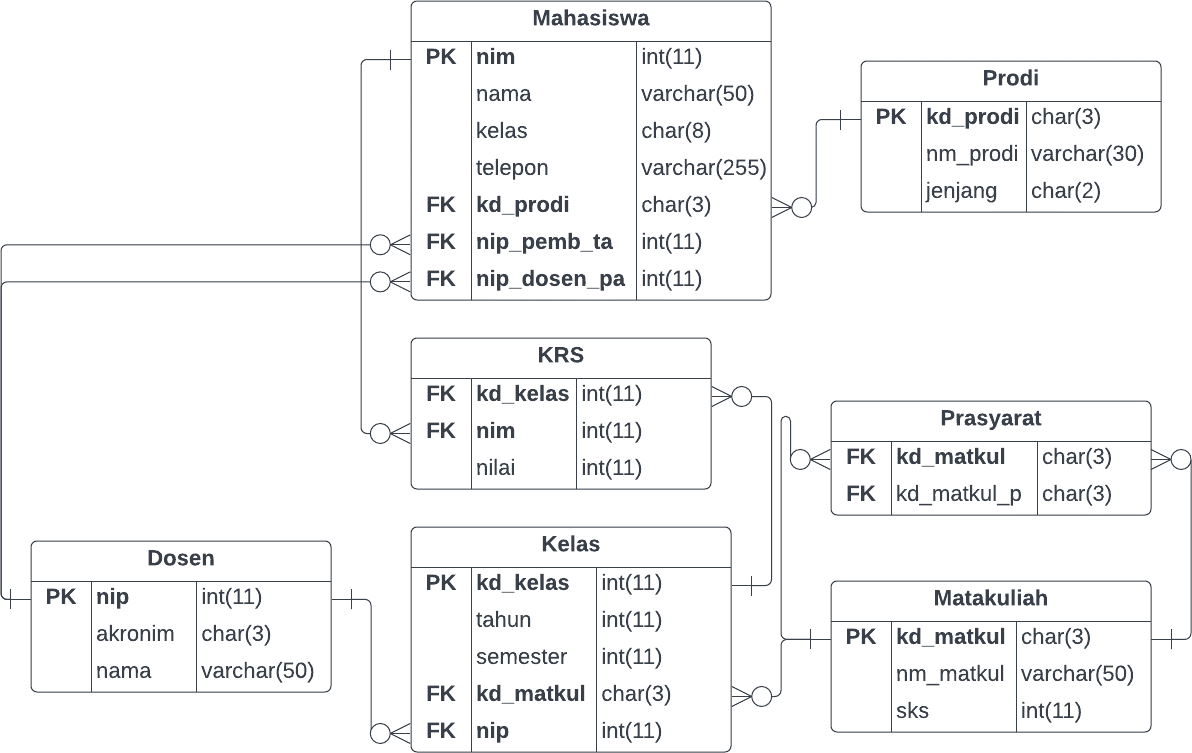 Mahasiswa
PK nim int(11)
nama varchar(50)
kelas char(8)
telepon varchar(255)
FK kd_prodi char(3)
FK nip_pemb_ta int(11)
FK nip_dosen_pa int(11)
Prodi
PK kd_prodi char(3)
nm_prodi varchar(30)
jenjang char(2)
KRS
FK kd_kelas int(11)
FK nim int(11)
nilai int(11)
Prasyarat
FK kd_matkul char(3)
FK kd_matkul_p char(3)
Dosen
PK nip int(11)
akronim char(3)
nama varchar(50)
Kelas
PK kd_kelas int(11)
tahun int(11)
semester int(11)
FK kd_matkul char(3)
FK nip int(11)
Matakuliah
PK kd_matkul char(3)
nm_matkul varchar(50)
sks int(11)